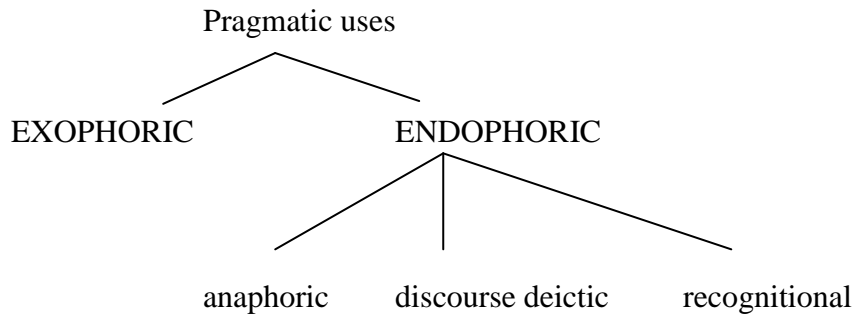 Pragmatic uses
EXOPHORIC ENDOPHORIC
anaphoric discourse deictic recognitional